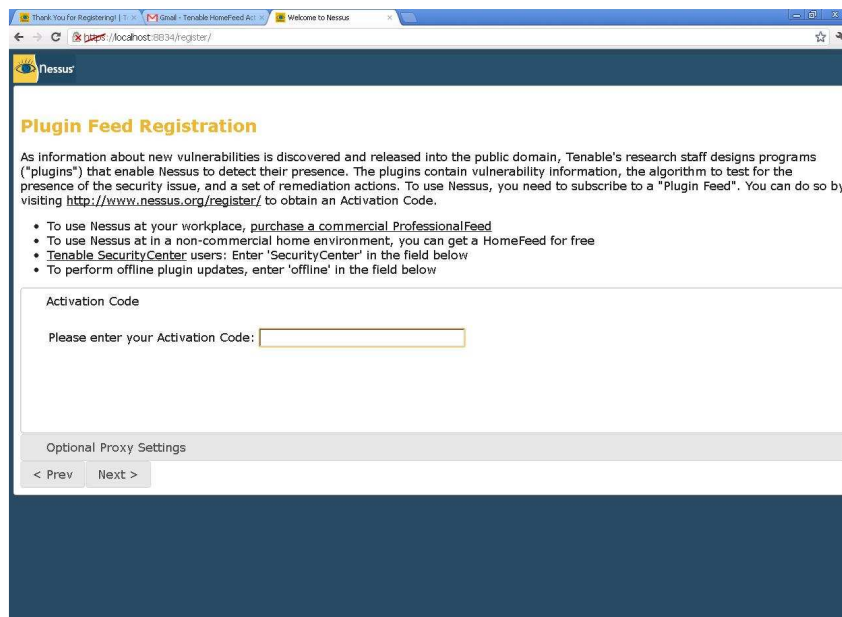 Thank You for Registering! | T
Gmail - Tenable HomeFeed Act
Welcome to Nessus
https://localhost:8834/register/
Nessus
Plugin Feed Registration
As information about new vulnerabilities is discovered and released into the public domain, Tenable's research staff designs programs
("plugins") that enable Nessus to detect their presence. The plugins contain vulnerability information, the algorithm to test for the
presence of the security issue, and a set of remediation actions. To use Nessus, you need to subscribe to a "Plugin Feed". You can do so by
visiting http://www.nessus.org/register/ to obtain an Activation Code.
• To use Nessus at your workplace, purchase a commercial ProfessionalFeed
• To use Nessus at in a non-commercial home environment, you can get a HomeFeed for free
• Tenable SecurityCenter users: Enter 'SecurityCenter' in the field below
• To perform offline plugin updates, enter 'offline' in the field below
Activation Code
Please enter your Activation Code:
Optional Proxy Settings
< Prev Next >